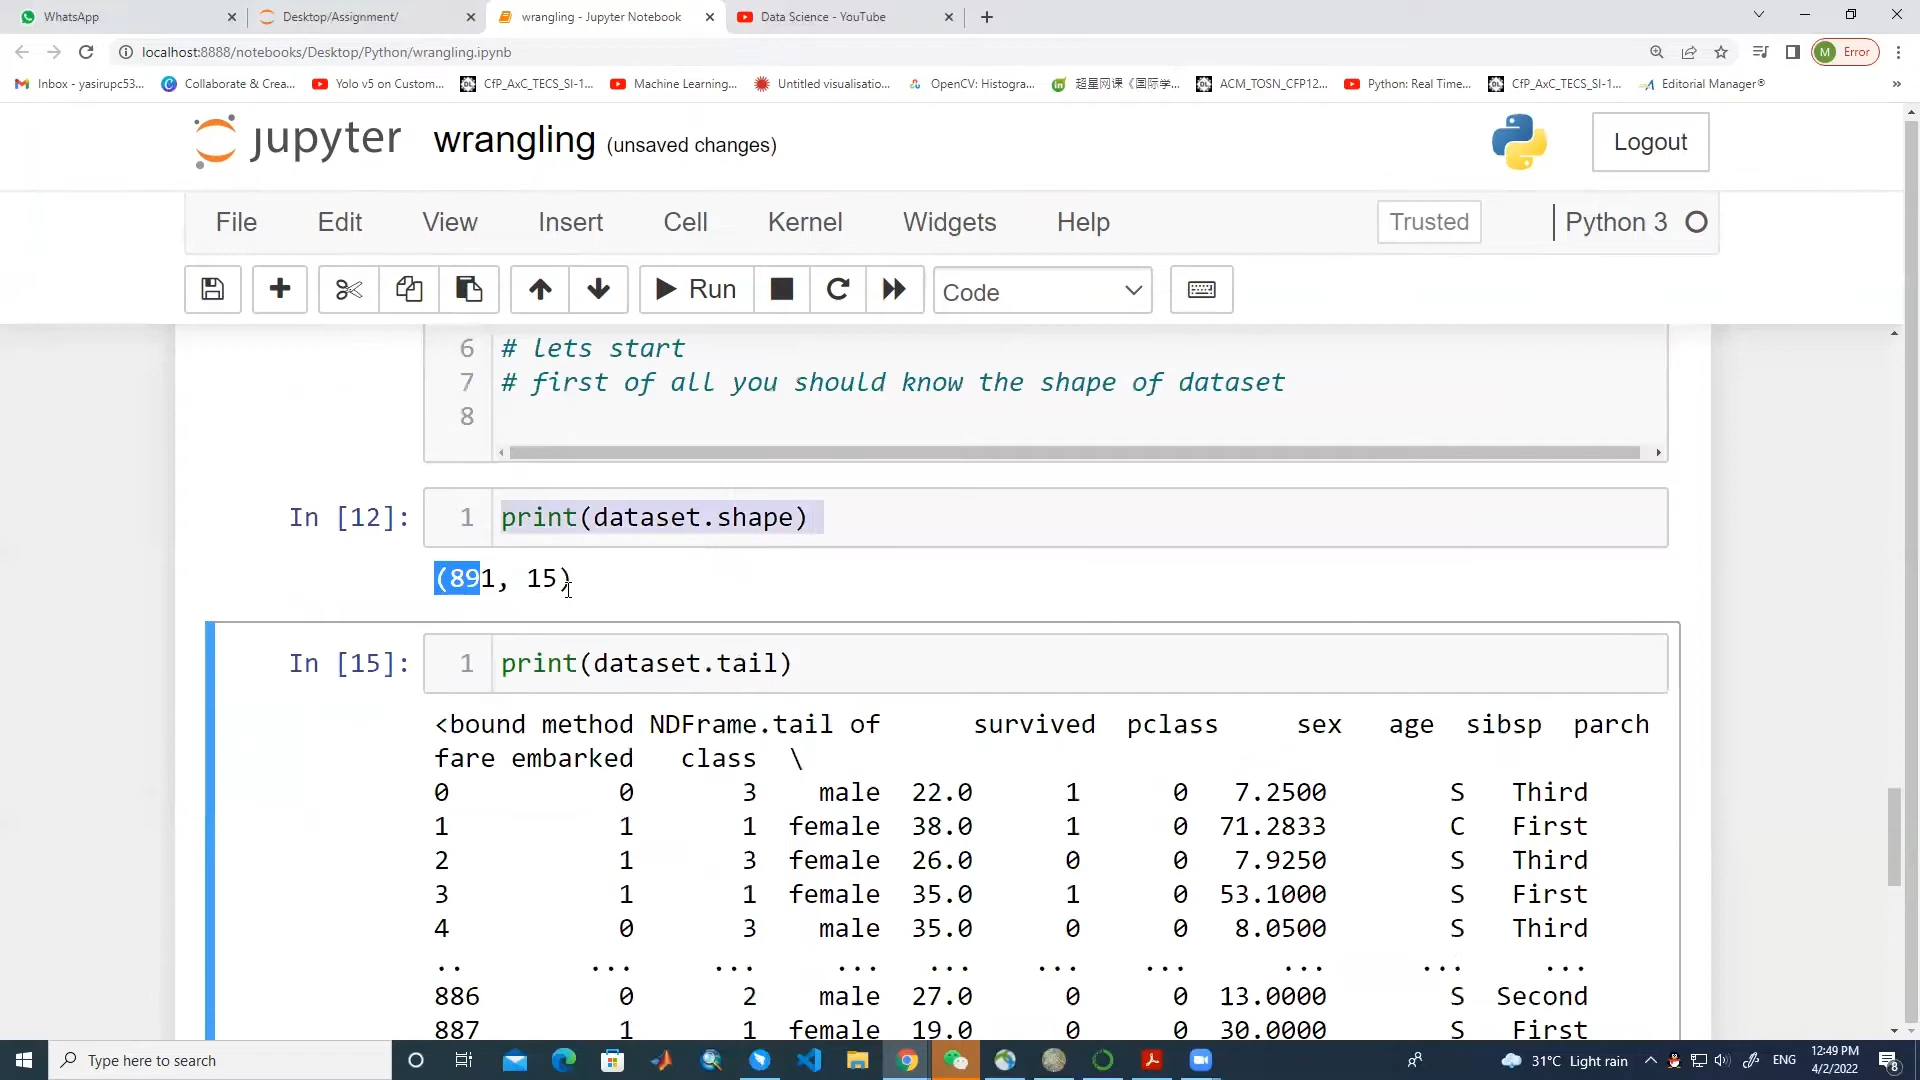 WhatsApp
Desktop/Assignment/
wrangling - Jupyter Notebook
Data Science - YouTube
localhost:8888/notebooks/Desktop/Python/wrangling.ipynb
M Error
Inbox - yasirupc53...
Collaborate & Crea...
Yolo v5 on Custom...
CfP_AxC_TECS_SI-1...
Machine Learning...
Untitled visualisatio...
OpenCV: Histogra...
超星网课《国际学...
ACM_TOSN_CFP12...
Python: Real Time...
CfP_AxC_TECS_SI-1...
Editorial Manager®
»
jupyter wrangling (unsaved changes)
Logout
File Edit View Insert Cell Kernel Widgets Help Trusted Python 3
Run Code
6 # lets start
7 # first of all you should know the shape of dataset
8
In [12]: 1 print(dataset.shape)
(891, 15)
In [15]: 1 print(dataset.tail)
<bound method NDFrame.tail of survived pclass sex age sibsp parch
fare embarked class \
0 0 3 male 22.0 1 0 7.2500 S Third
1 1 1 female 38.0 1 0 71.2833 C First
2 1 3 female 26.0 0 0 7.9250 S Third
3 1 1 female 35.0 1 0 53.1000 S First
4 0 3 male 35.0 0 0 8.0500 S Third
.. ... ... ... ... ... ... ... ... ...
886 0 2 male 27.0 0 0 13.0000 S Second
887 1 1 female 19.0 0 0 30.0000 S First
Type here to search
31°C Light rain
ENG
12:49 PM
4/2/2022
8